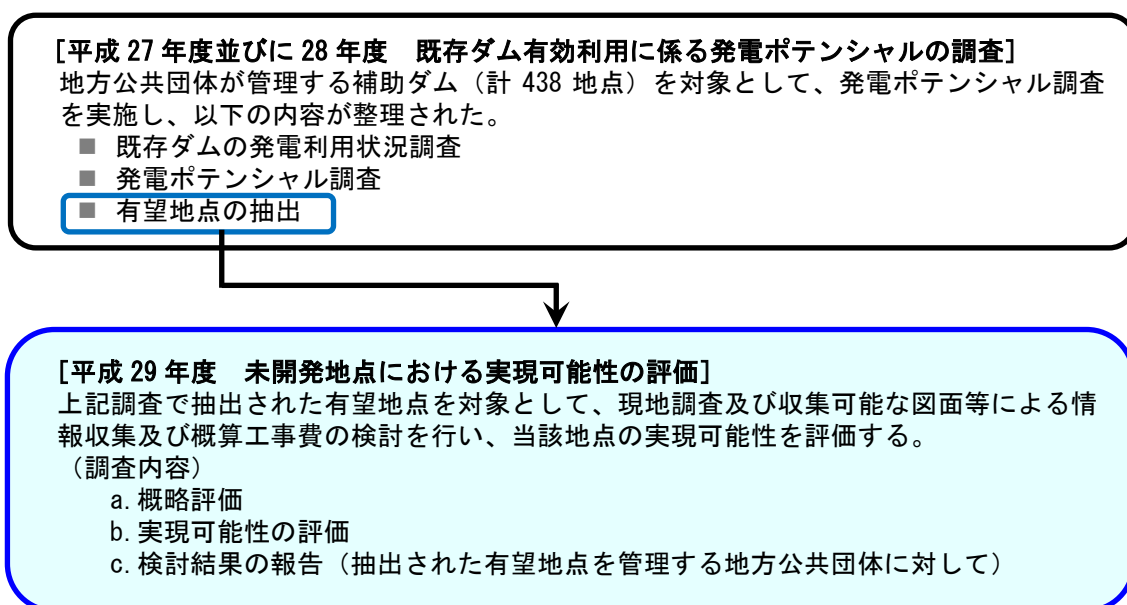 [平成 27 年度並びに 28 年度　既存ダム有効利用に係る発電ポテンシャルの調査]
地方公共団体が管理する補助ダム（計 438 地点）を対象として、発電ポテンシャル調査
を実施し、以下の内容が整理された。
■ 既存ダムの発電利用状況調査
■ 発電ポテンシャル調査
■ 有望地点の抽出
[平成 29 年度　未開発地点における実現可能性の評価]
上記調査で抽出された有望地点を対象として、現地調査及び収集可能な図面等による情
報収集及び概算工事費の検討を行い、当該地点の実現可能性を評価する。
（調査内容）
a. 概略評価
b. 実現可能性の評価
c. 検討結果の報告（抽出された有望地点を管理する地方公共団体に対して）